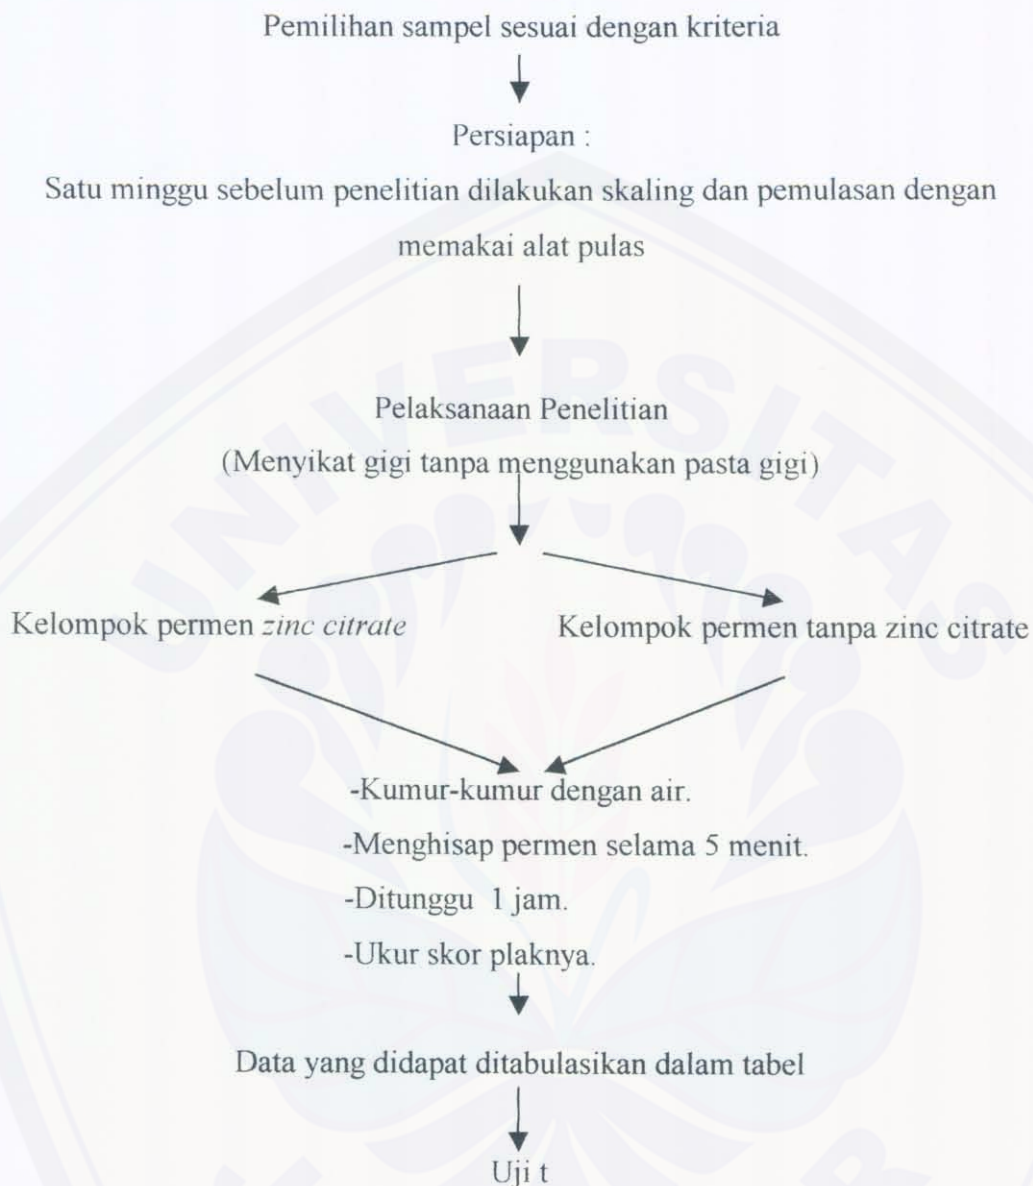 Pemilihan sampel sesuai dengan kriteria
Persiapan :
Satu minggu sebelum penelitian dilakukan skaling dan pemulasan dengan
memakai alat pulas
Pelaksanaan Penelitian
(Menyikat gigi tanpa menggunakan pasta gigi)
Kelompok permen zinc citrate
Kelompok permen tanpa zinc citrate
-Kumur-kumur dengan air.
-Menghisap permen selama 5 menit.
-Ditunggu 1 jam.
-Ukur skor plaknya.
Data yang didapat ditabulasikan dalam tabel
Uji t
UNIVERSITAS